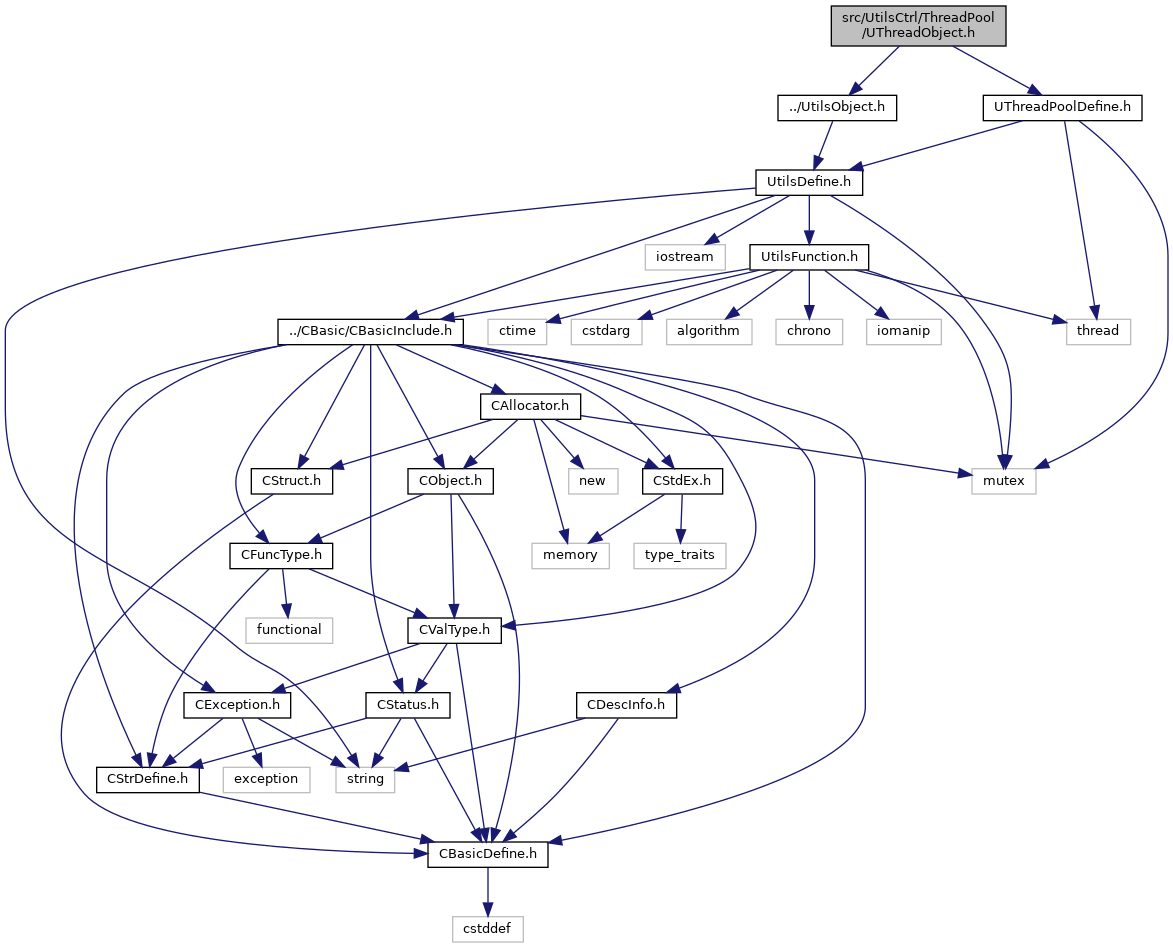 src/UtilsCtrl/ThreadPool
/UThreadObject.h
../UtilsObject.h
UThreadPoolDefine.h
UtilsDefine.h
iostream
UtilsFunction.h
../CBasic/CBasicInclude.h
ctime
cstdarg
algorithm
chrono
iomanip
thread
CAllocator.h
CStruct.h
CObject.h
new
CStdEx.h
mutex
CFuncType.h
memory
type_traits
functional
CValType.h
CException.h
CStatus.h
CDescInfo.h
CStrDefine.h
exception
string
CBasicDefine.h
cstddef